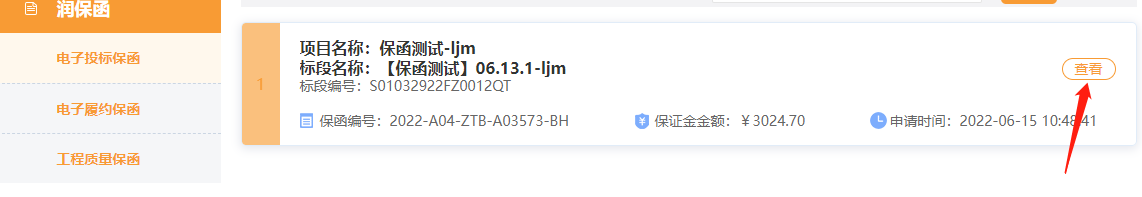 润保函
电子投标保函
电子履约保函
工程质量保函
1
项目名称：保函测试-ljm
标段名称：【保函测试】06.13.1-ljm
标段编号：S01032922FZ0012QT
查看
保函编号：2022-A04-ZTB-A03573-BH
保证金金额：￥3024.70
申请时间：2022-06-15 10:48:41